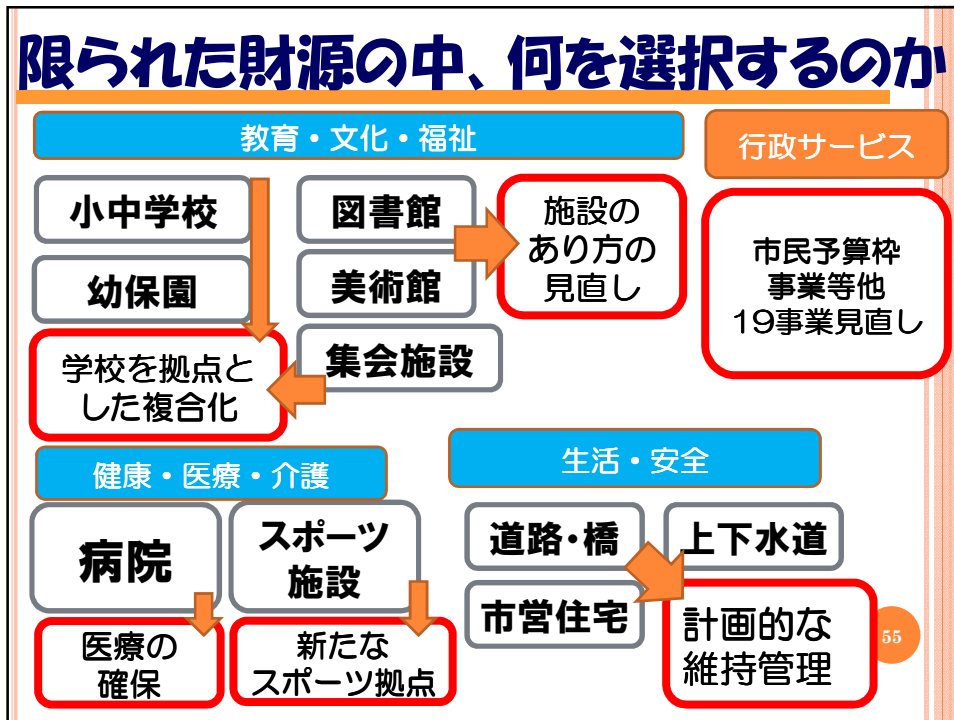 限られた財源の中、何を選択するのか
教育・文化・福祉
小中学校
幼保園
学校を拠点と
した複合化
図書館
美術館
集会施設
施設の
あり方の
見直し
行政サービス
市民予算枠
事業等他
19事業見直し
健康・医療・介護
病院
医療の
確保
スポーツ
施設
新たな
スポーツ拠点
生活・安全
道路・橋
上下水道
市営住宅
計画的な
維持管理
55